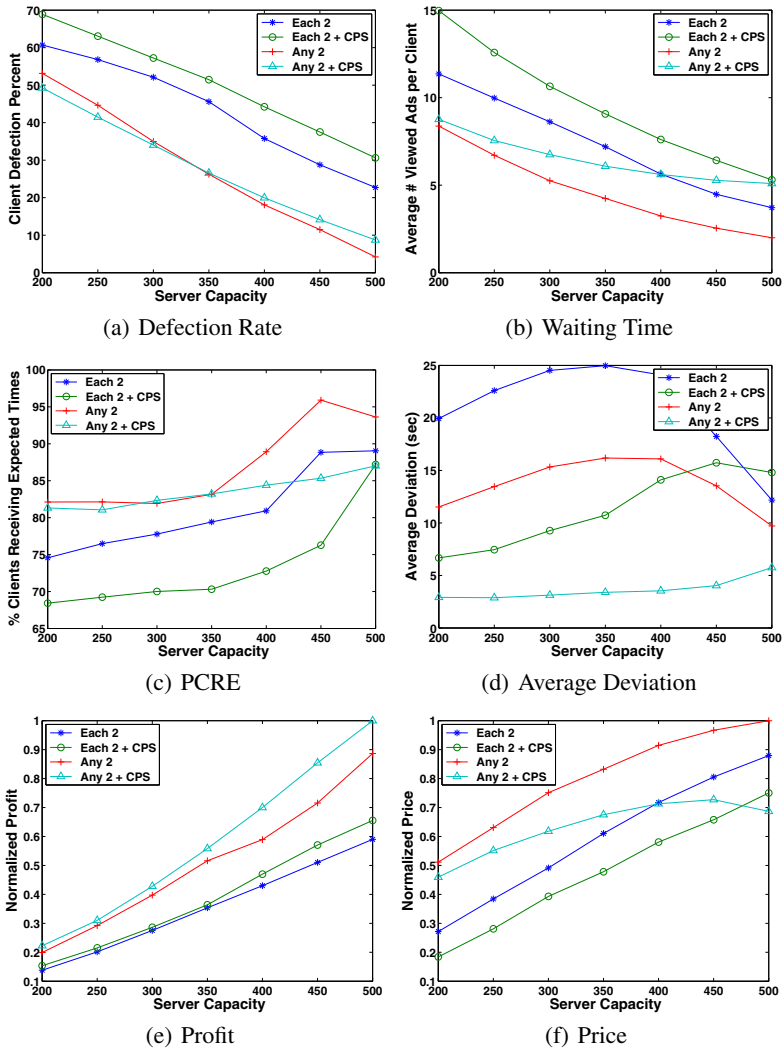 70
60
50
40
30
20
10
0
Client Defection Percent
Each 2
Each 2 + CPS
Any 2
Any 2 + CPS
200 250 300 350 400 450 500
Server Capacity
(a) Defection Rate
15
10
5
0
Average # Viewed Ads per Client
Each 2
Each 2 + CPS
Any 2
Any 2 + CPS
200 250 300 350 400 450 500
Server Capacity
(b) Waiting Time
100
95
90
85
80
75
70
65
% Clients Receiving Expected Times
Each 2
Each 2 + CPS
Any 2
Any 2 + CPS
200 250 300 350 400 450 500
Server Capacity
(c) PCRE
25
20
15
10
5
0
Average Deviation (sec)
Each 2
Each 2 + CPS
Any 2
Any 2 + CPS
200 250 300 350 400 450 500
Server Capacity
(d) Average Deviation
1
0.9
0.8
0.7
0.6
0.5
0.4
0.3
0.2
0.1
Normalized Profit
Each 2
Each 2 + CPS
Any 2
Any 2 + CPS
200 250 300 350 400 450 500
Server Capacity
(e) Profit
1
0.9
0.8
0.7
0.6
0.5
0.4
0.3
0.2
0.1
Normalized Price
Each 2
Each 2 + CPS
Any 2
Any 2 + CPS
200 250 300 350 400 450 500
Server Capacity
(f) Price